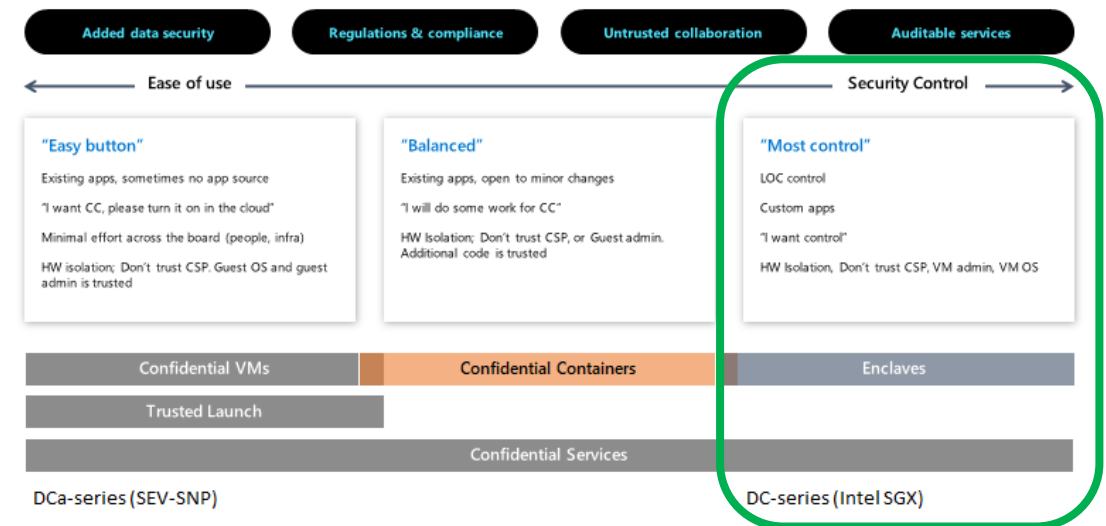 Added data security
Regulations & compliance
Untrusted collaboration
Auditable services
Ease of use
Security Control
"Easy button"
Existing apps, sometimes no app source
"I want CC, please turn it on in the cloud"
Minimal effort across the board (people, infra)
HW isolation; Don't trust CSP. Guest OS and guest
admin is trusted
"Balanced"
Existing apps, open to minor changes
"I will do some work for CC"
HW Isolation; Don't trust CSP, or Guest admin.
Additional code is trusted
"Most control"
LOC control
Custom apps
"I want control"
HW Isolation, Don't trust CSP, VM admin, VM OS
Confidential VMs
Confidential Containers
Enclaves
Trusted Launch
Confidential Services
DCa-series (SEV-SNP)
DC-series (Intel SGX)